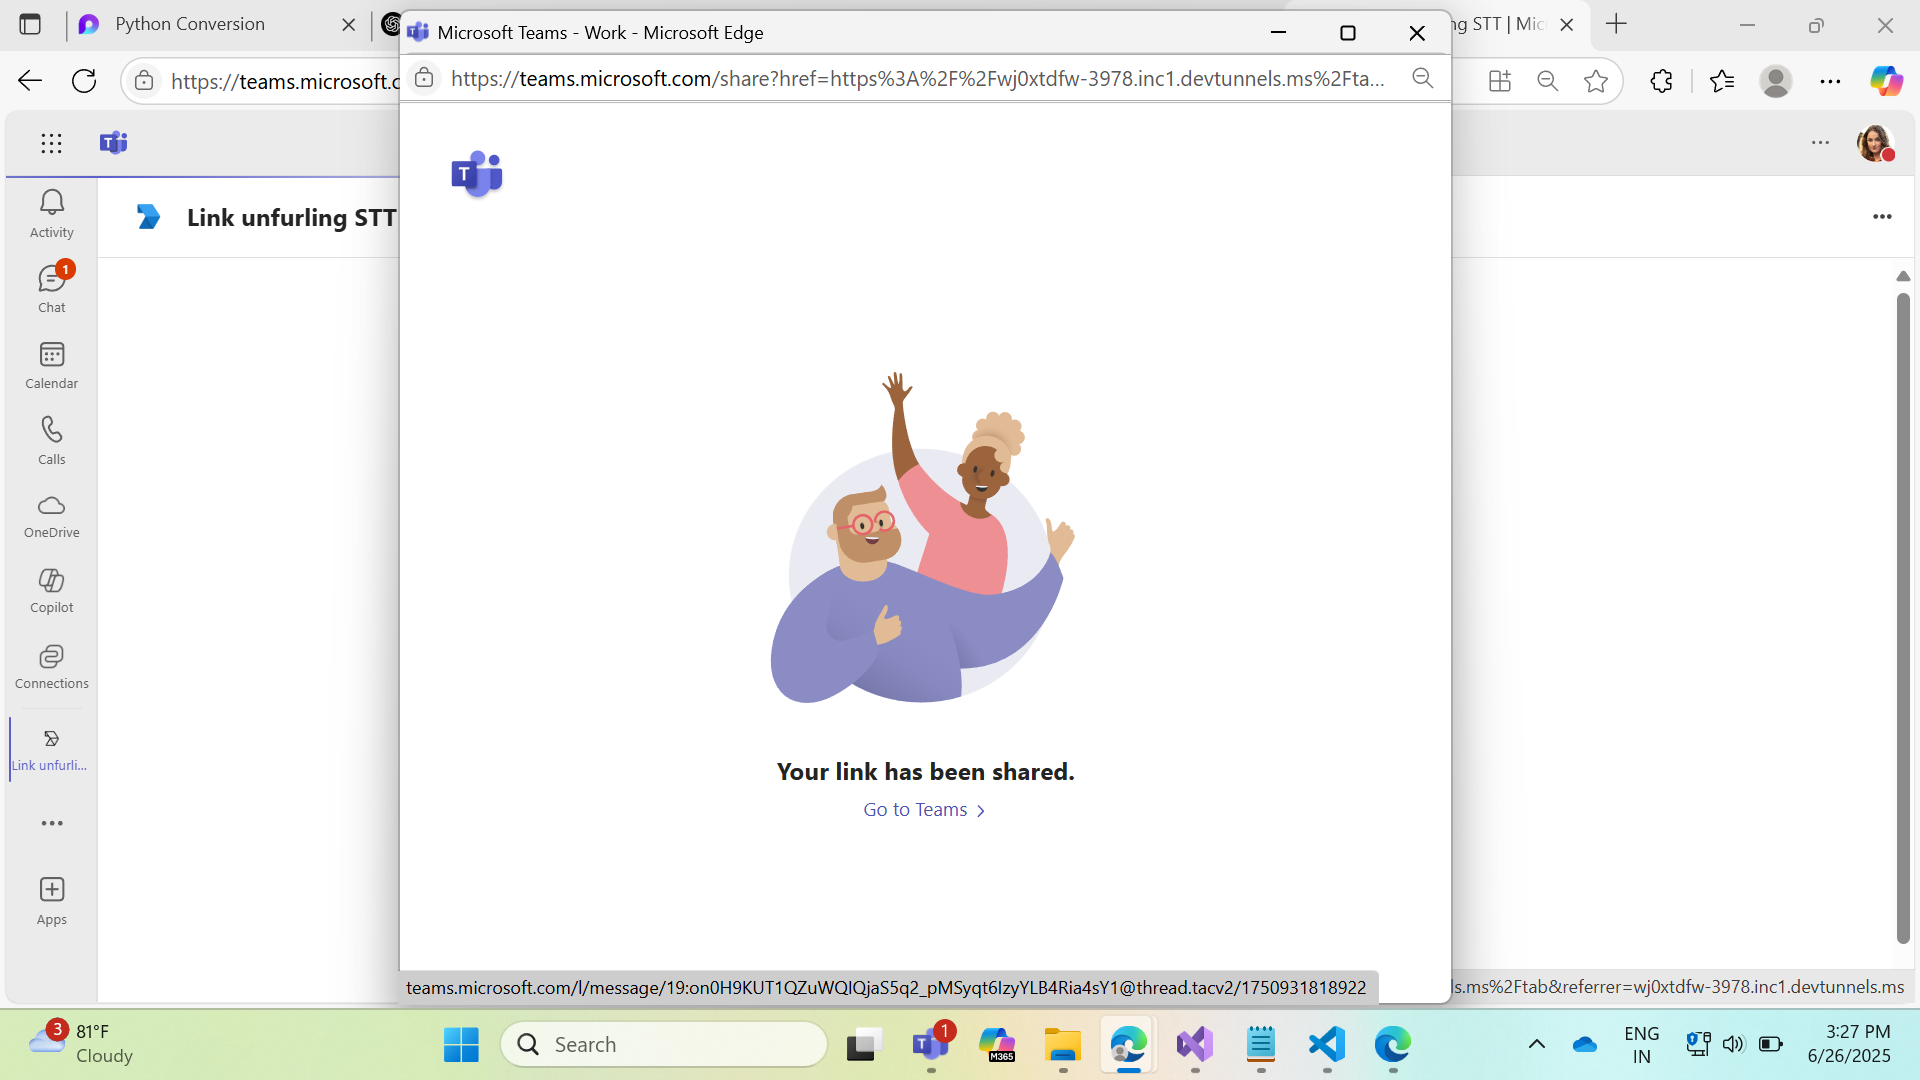 Python Conversion
Microsoft Teams - Work - Microsoft Edge
ng STT | Mic
https://teams.microsoft.c
https://teams.microsoft.com/share?href=https%3A%2F%2Fwj0xtdfw-3978.inc1.devtunnels.ms%2Fta...
Link unfurling STT
Activity
1
Chat
Calendar
Calls
OneDrive
Copilot
Connections
Link unfurli...
Apps
Your link has been shared.
Go to Teams
teams.microsoft.com/l/message/19:on0H9KUT1QZuWQIQjaS5q2_pMSyqt6IzyYLB4Ria4sY1@thread.tacv2/1750931818922
ls.ms%2Ftab&referrer=wj0xtdfw-3978.inc1.devtunnels.ms
3
81°F
Cloudy
Search
1
M365
ENG
IN
3:27 PM
6/26/2025